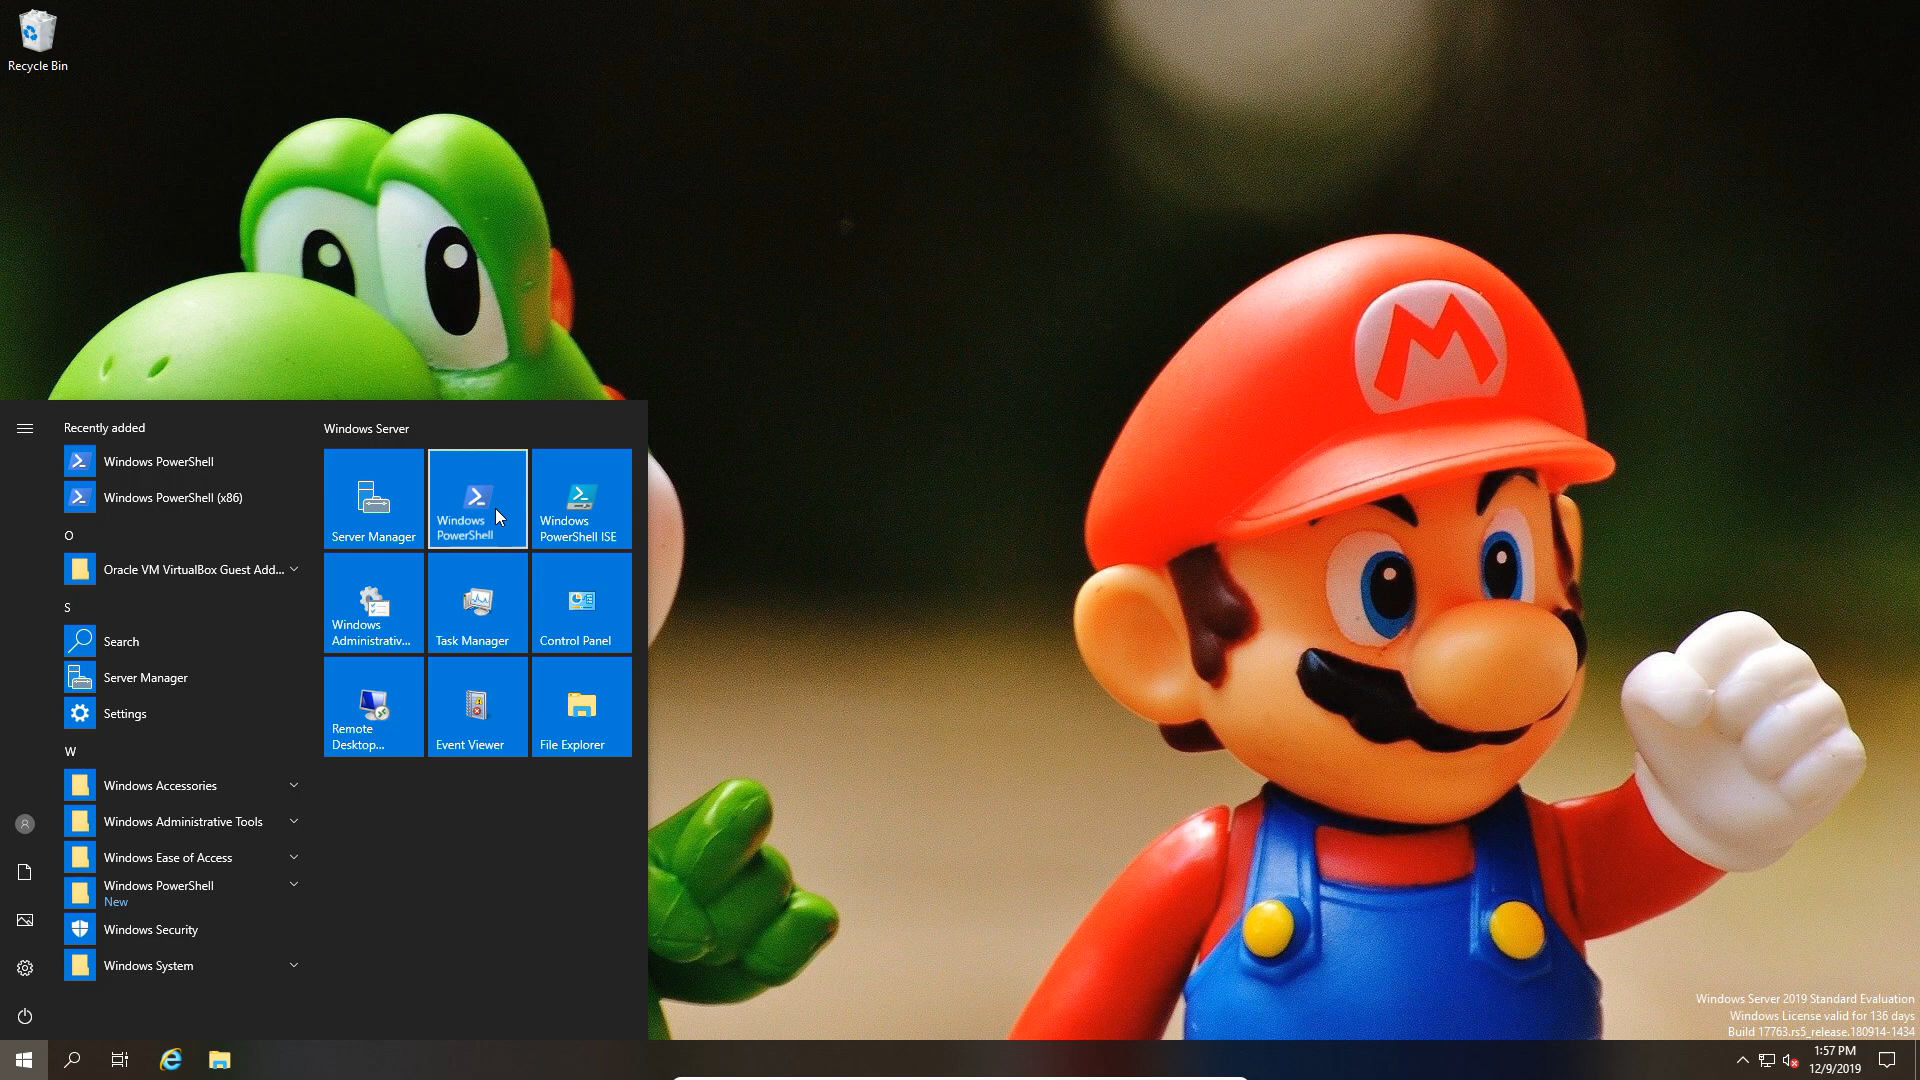 Recycle Bin
M
Recently added
Windows PowerShell
Windows PowerShell (x86)
O
Oracle VM VirtualBox Guest Add...
S
Search
Server Manager
Settings
W
Windows Accessories
Windows Administrative Tools
Windows Ease of Access
Windows PowerShell
New
Windows Security
Windows System
Windows Server
Server Manager
Windows
PowerShell
Windows
PowerShell ISE
Windows
Administrativ...
Task Manager
Control Panel
Remote
Desktop...
Event Viewer
File Explorer
Windows Server 2019 Standard Evaluation
Windows License valid for 136 days
Build 17763.rs5_release.180914-1434
1:57 PM
12/9/2019